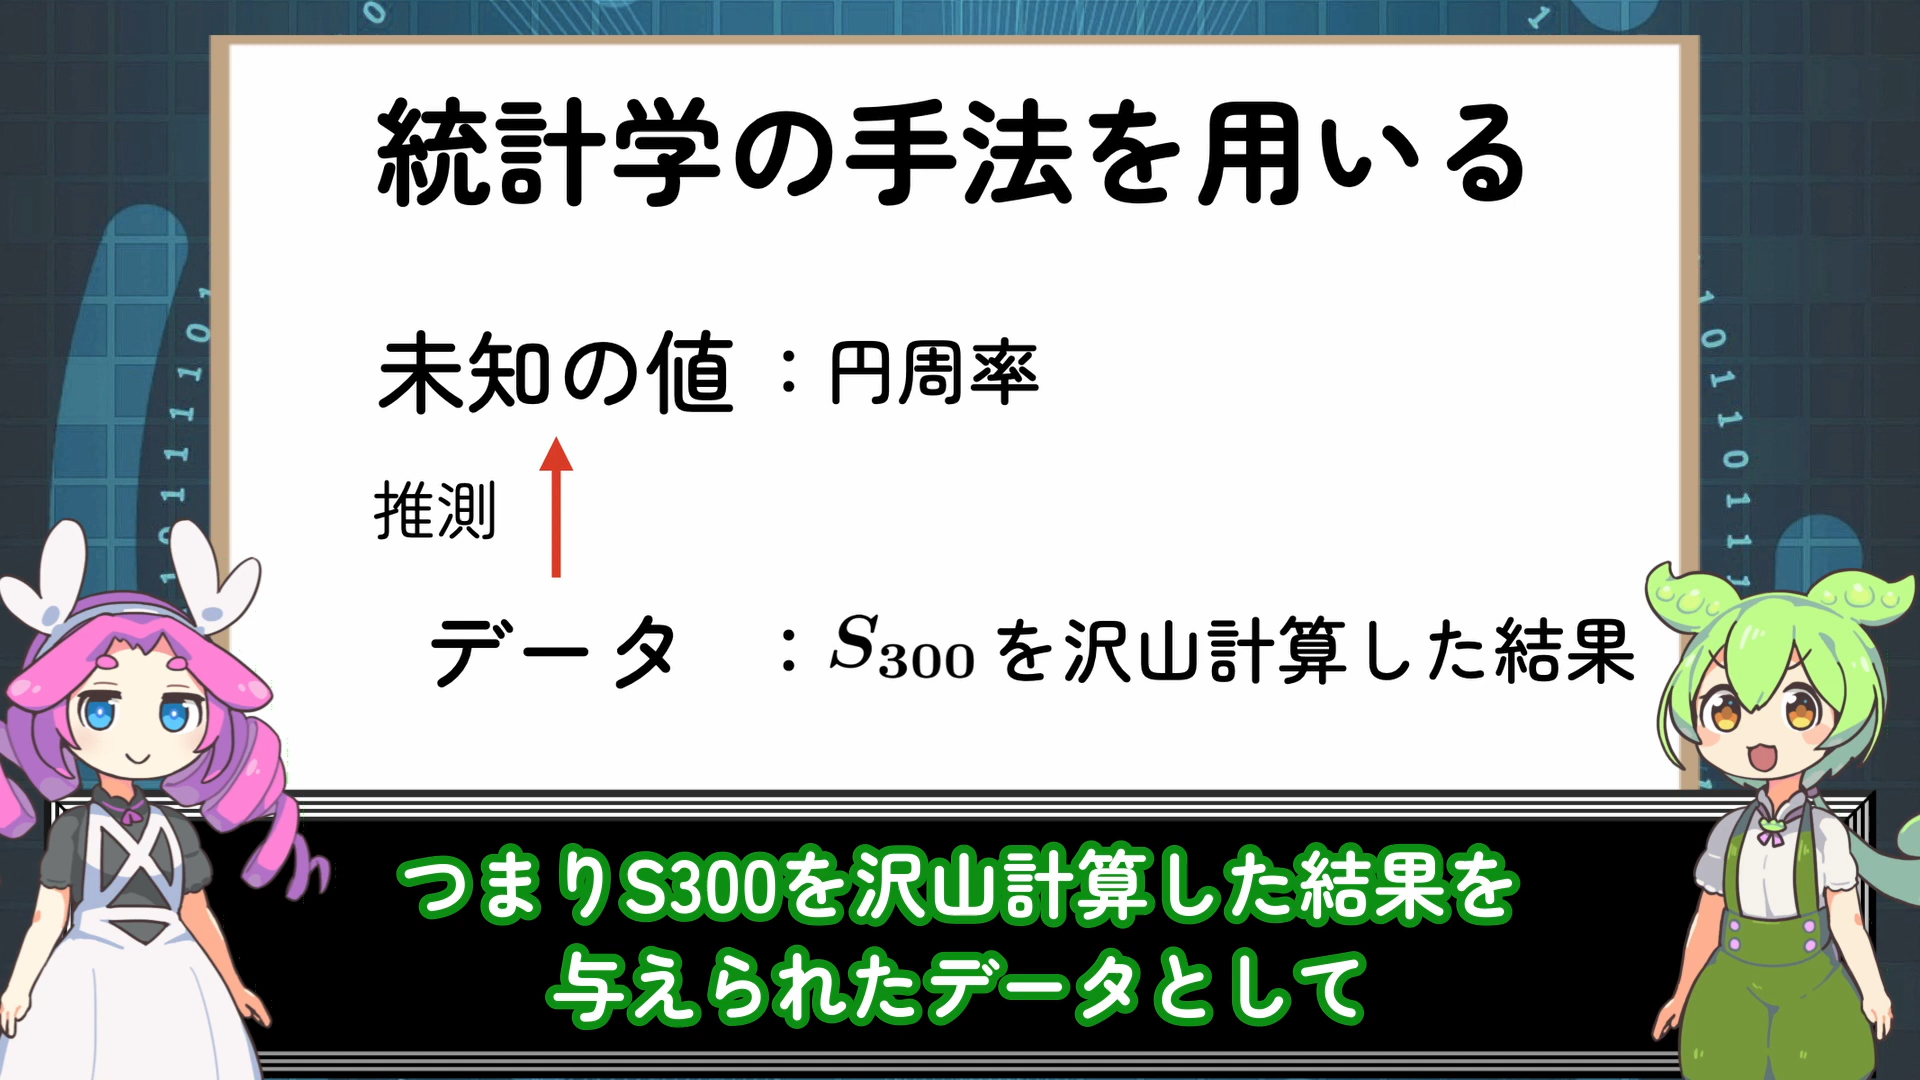 統計学の手法を用いる
未知の値：円周率
推測
データ：S₃₀₀を沢山計算した結果
つまりS300を沢山計算した結果を
与えられたデータとして